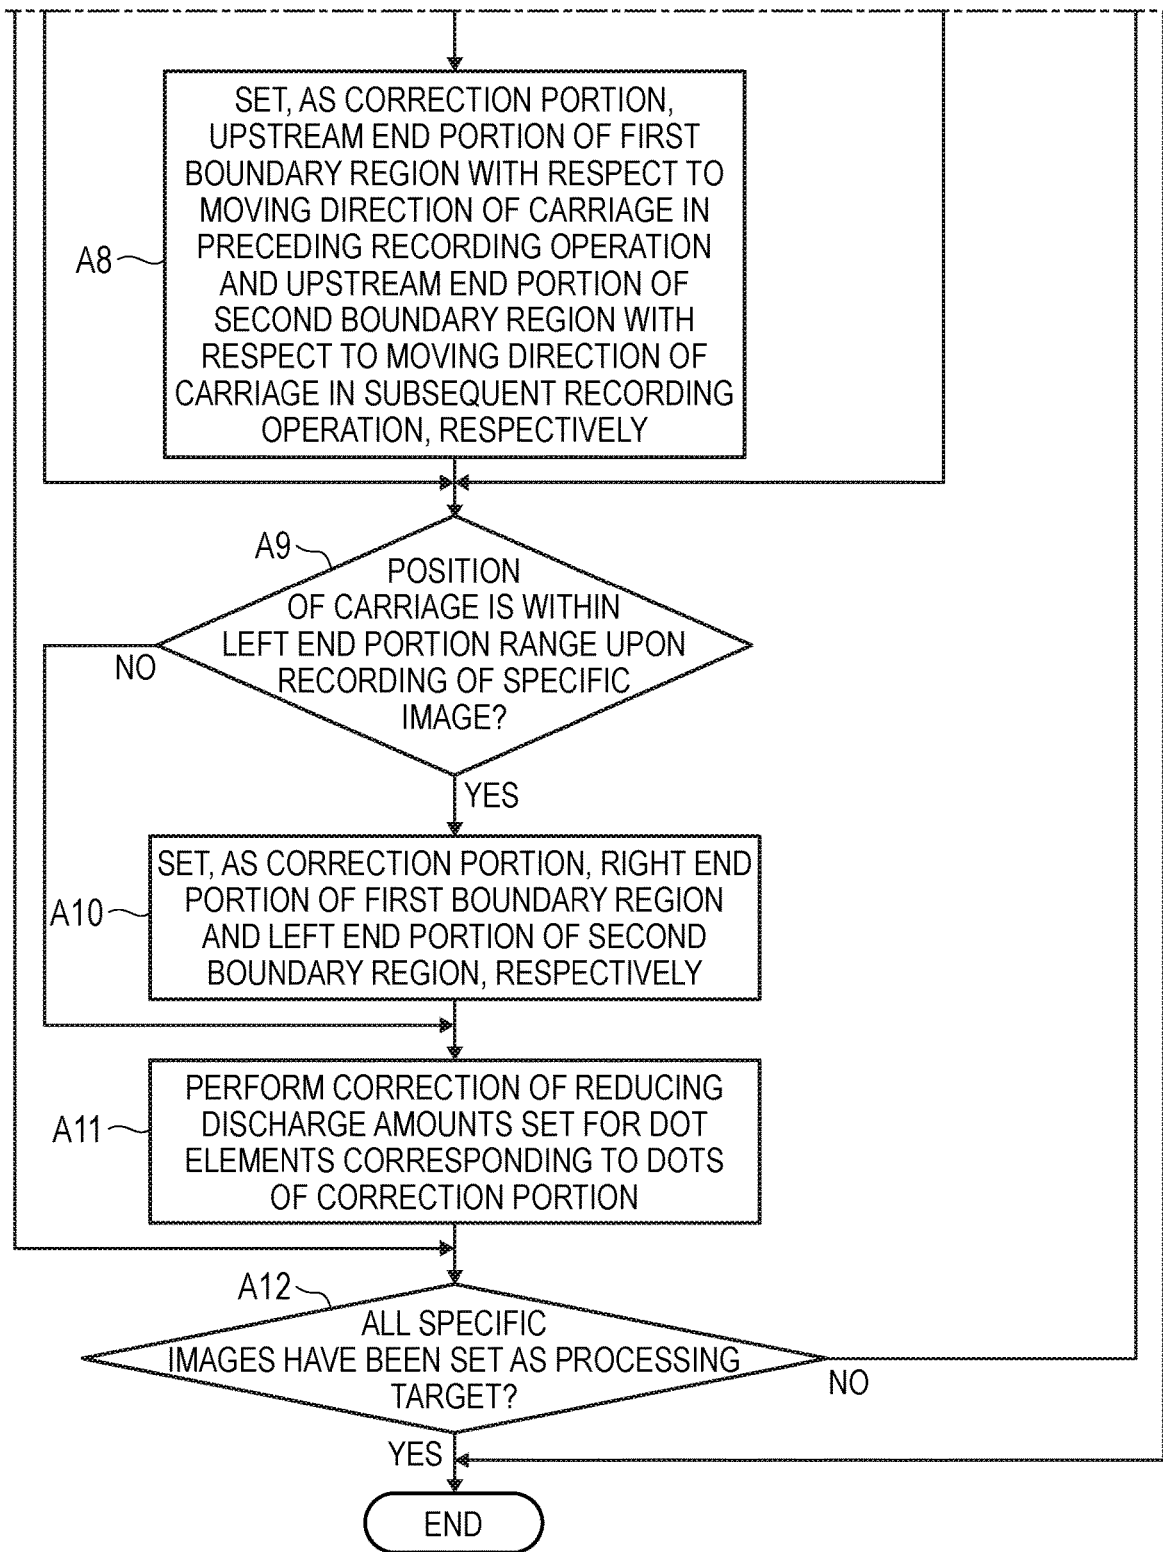 SET, AS CORRECTION PORTION,
UPSTREAM END PORTION OF FIRST
BOUNDARY REGION WITH RESPECT TO
MOVING DIRECTION OF CARRIAGE IN
PRECEDING RECORDING OPERATION
AND UPSTREAM END PORTION OF
SECOND BOUNDARY REGION WITH
RESPECT TO MOVING DIRECTION OF
CARRIAGE IN SUBSEQUENT RECORDING
OPERATION, RESPECTIVELY
A8
A9
POSITION
OF CARRIAGE IS WITHIN
LEFT END PORTION RANGE UPON
RECORDING OF SPECIFIC
IMAGE?
NO
YES
SET, AS CORRECTION PORTION, RIGHT END
PORTION OF FIRST BOUNDARY REGION
AND LEFT END PORTION OF SECOND
BOUNDARY REGION, RESPECTIVELY
A10
PERFORM CORRECTION OF REDUCING
DISCHARGE AMOUNTS SET FOR DOT
ELEMENTS CORRESPONDING TO DOTS
OF CORRECTION PORTION
A11
A12
ALL SPECIFIC
IMAGES HAVE BEEN SET AS PROCESSING
TARGET?
NO
YES
END